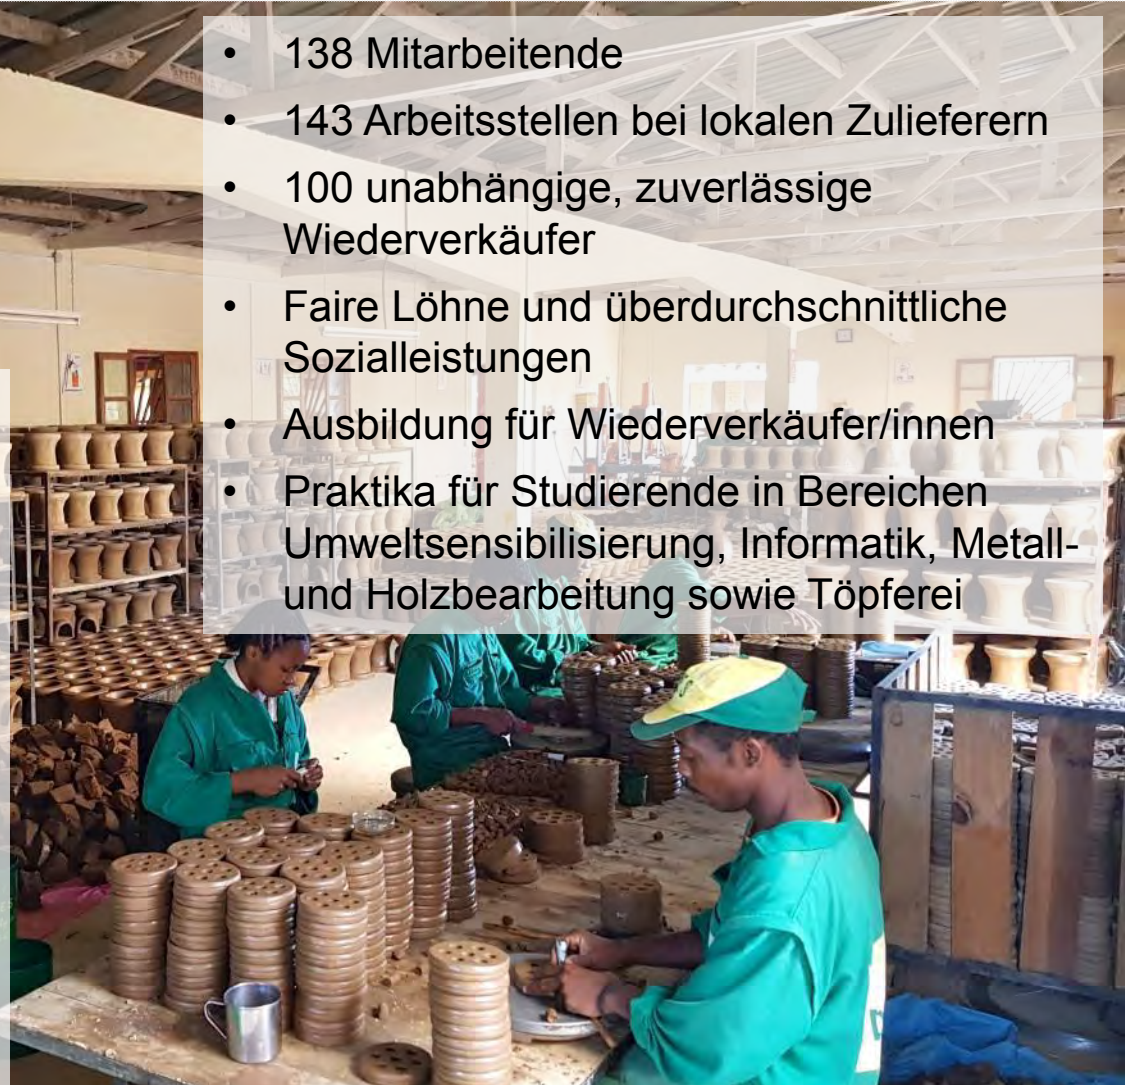 • 138 Mitarbeitende
• 143 Arbeitsstellen bei lokalen Zulieferern
• 100 unabhängige, zuverlässige
Wiederverkäufer
• Faire Löhne und überdurchschnittliche
Sozialleistungen
• Ausbildung für Wiederverkäufer/innen
• Praktika für Studierende in Bereichen
Umweltsensibilisierung, Informatik, Metall-
und Holzbearbeitung sowie Töpferei